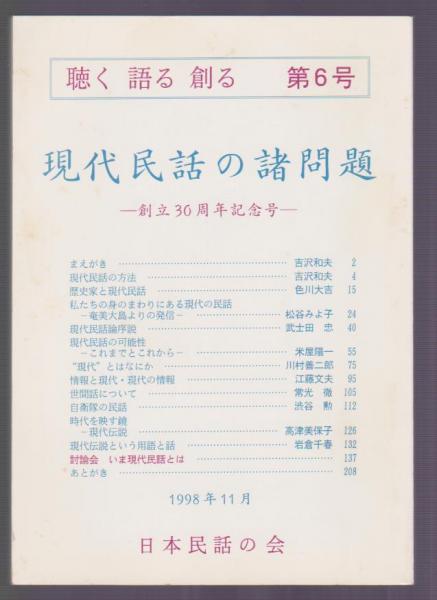 聴く 語る 創る 第6号
現代民話の諸問題
―創立30周年記念号―
まえがき ………… 吉沢和夫 2
現代民話の方法 ………… 吉沢和夫 4
歴史家と現代民話 ………… 色川大吉 15
私たちの身のまわりにある現代の民話
－奄美大島よりの発信－ ………… 松谷みよ子 24
現代民話論序説 ………… 武士田 忠 40
現代民話の可能性
－これまでとこれから－ ………… 米屋陽一 55
“現代”とはなにか ………… 川村善二郎 75
情報と現代・現代の情報 ………… 江藤文夫 95
世間話について ………… 常光 徹 105
自衛隊の民話 ………… 渋谷 勲 112
時代を映す鏡
－現代伝説 ………… 高津美保子 126
現代伝説という用語と話 ………… 岩倉千春 132
討論会 いま現代民話とは ………… 137
あとがき ………… 208
1998年11月
日本民話の会